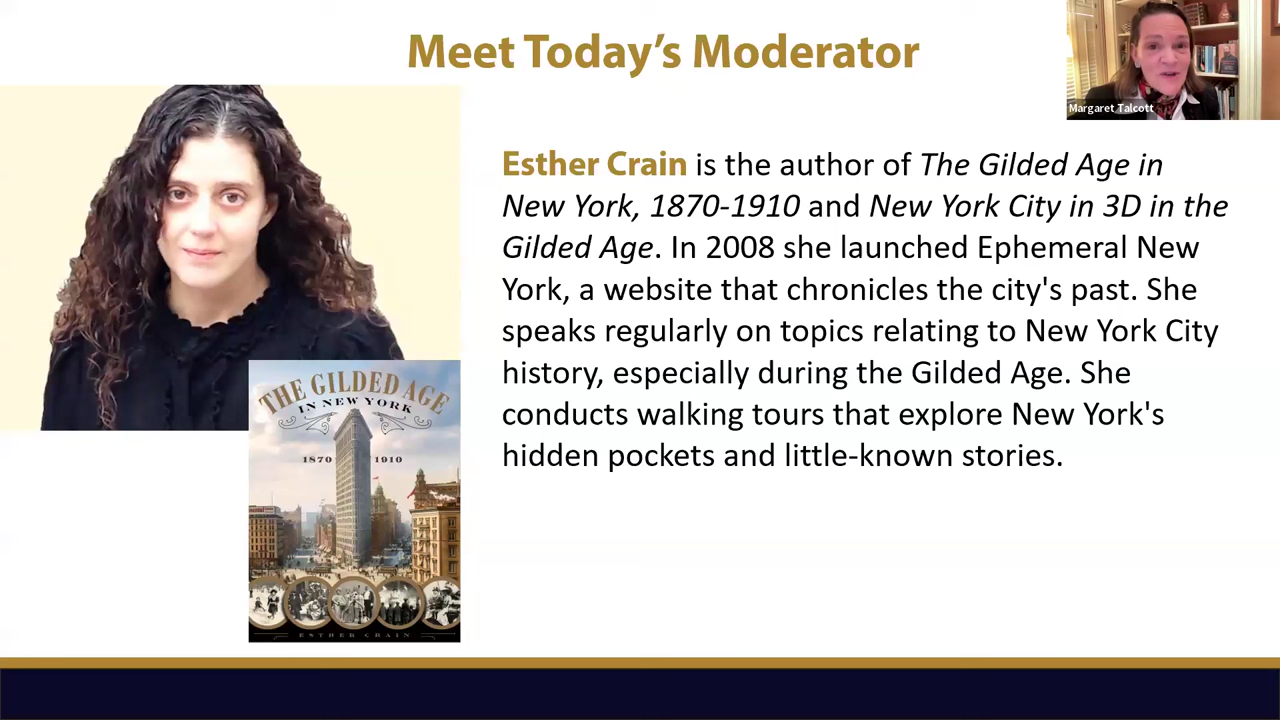 Meet Today's Moderator
Margaret Talcott
Esther Crain is the author of The Gilded Age in
New York, 1870-1910 and New York City in 3D in the
Gilded Age. In 2008 she launched Ephemeral New
York, a website that chronicles the city's past. She
speaks regularly on topics relating to New York City
history, especially during the Gilded Age. She
conducts walking tours that explore New York's
hidden pockets and little-known stories.
THE GILDED AGE
IN NEW YORK
1870 1910
ESTHER CRAIN